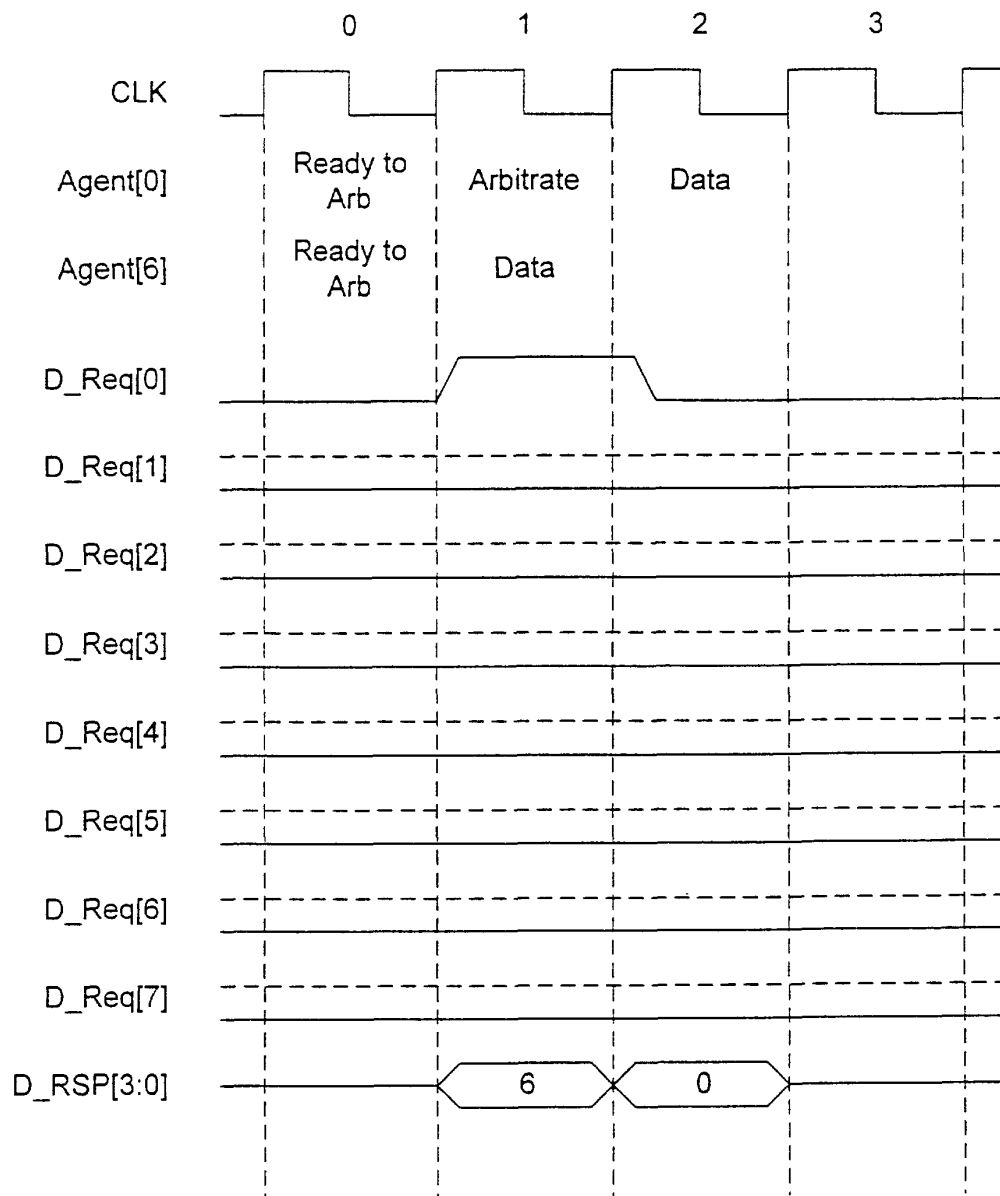 0 1 2 3
CLK
Agent[0] Ready to Arbitrate Data
Arb
Agent[6] Ready to Data
Arb
D_Req[0]
D_Req[1]
D_Req[2]
D_Req[3]
D_Req[4]
D_Req[5]
D_Req[6]
D_Req[7]
D_RSP[3:0] 6 0